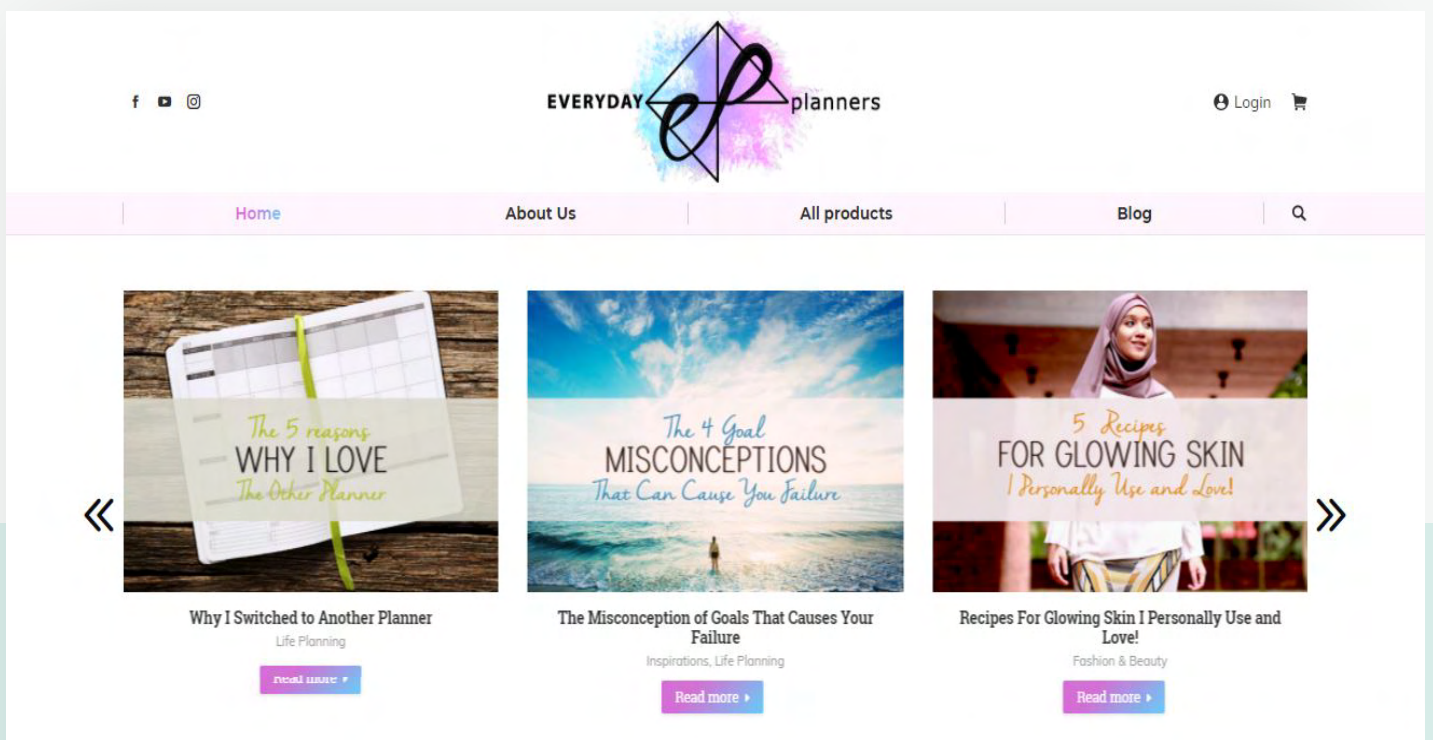 EVERYDAY eP planners
Login
Home
About Us
All products
Blog
The 5 reasons
WHY I LOVE
The Other Planner
The 4 Goal
MISCONCEPTIONS
That Can Cause You Failure
5 Recipes
FOR GLOWING SKIN
I Personally Use and Love!
Why I Switched to Another Planner
Life Planning
Read more
The Misconception of Goals That Causes Your
Failure
Inspirations, Life Planning
Read more
Recipes For Glowing Skin I Personally Use and
Love!
Fashion & Beauty
Read more